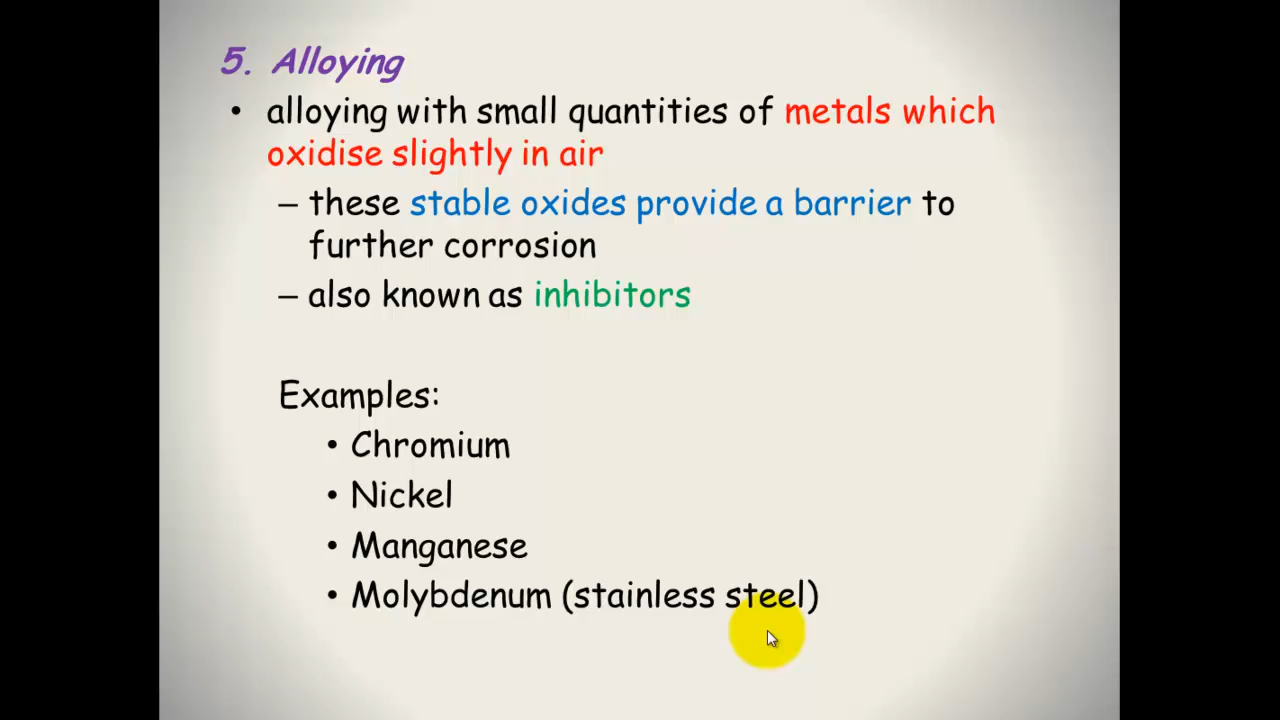 5. Alloying
• alloying with small quantities of metals which
oxidise slightly in air
– these stable oxides provide a barrier to
further corrosion
– also known as inhibitors
Examples:
• Chromium
• Nickel
• Manganese
• Molybdenum (stainless steel)